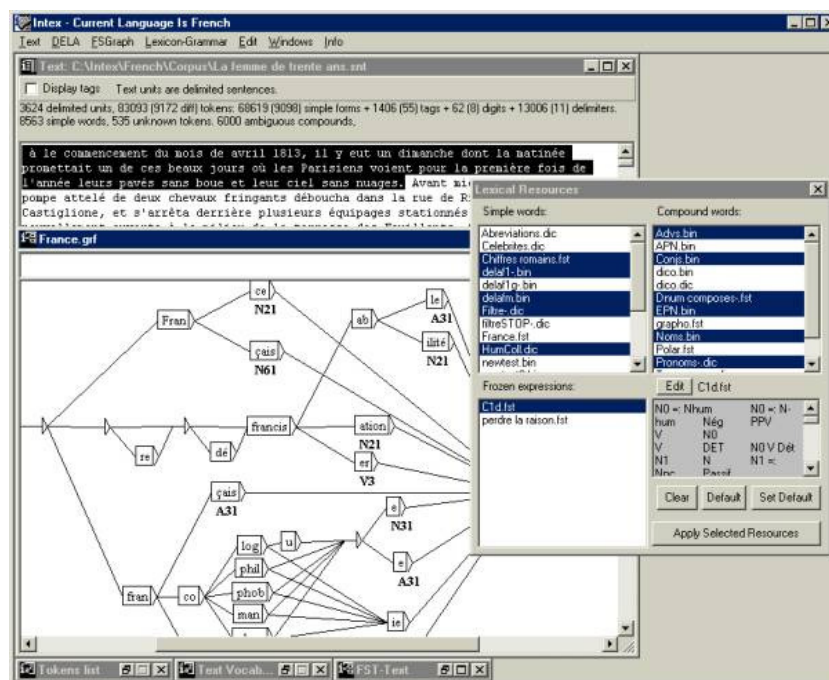 Intex - Current Language Is French
Text DELA FSGraph Lexicon-Grammar Edit Windows Info
Text: C:\Intex\French\Corpus\La femme de trente ans.snt
Display tags Text units are delimited sentences.
3624 delimited units, 83093 (9172 diff) tokens: 68619 (9098) simple forms + 1406 (55) tags + 62 (8) digits + 13006 (11) delimiters.
8563 simple words, 535 unknown tokens. 6000 ambiguous compounds,
à le commencement du mois de avril 1813, il y eut un dimanche dont la matinée
promettait un de ces beaux jours où les Parisiens voient pour la première fois de
l'année leurs pavés sans boue et leur ciel sans nuages. Avant mi
pompe attelé de deux chevaux fringants déboucha dans la rue de R
Castiglione, et s'arrêta derrière plusieurs équipages stationnés
France.grf
ce
N21
Fran
çais
N61
ab
le
A31
ilité
N21
re
dé
francis
ation
N21
er
V3
çais
A31
e
N31
e
A31
fran
co
log
u
phil
phob
man
ie
Lexical Resources
Simple words:
Abreviations.dic
Celebrites.dic
Chiffres romains.fst
delaf1-.bin
delaf1g-.bin
delafm.bin
Filtre-.dic
filtreSTOP-.dic
France.fst
HumColl.dic
newtest.bin
Compound words:
Advs.bin
APN.bin
Conjs.bin
dico.bin
dico.dic
Dnum composes-.fst
EPN.bin
grapho.fst
Noms.bin
Polar.fst
Pronoms-.dic
Frozen expressions:
C1d.fst
perdre la raison.fst
Edit C1d.fst
N0 =: Nhum N0 =: N-
hum Nég PPV
V N0
V DET N0 V Dét
N1 N N1 =:
Npc Passif
Clear Default Set Default
Apply Selected Resources
Tokens list Text Vocab... FST-Text